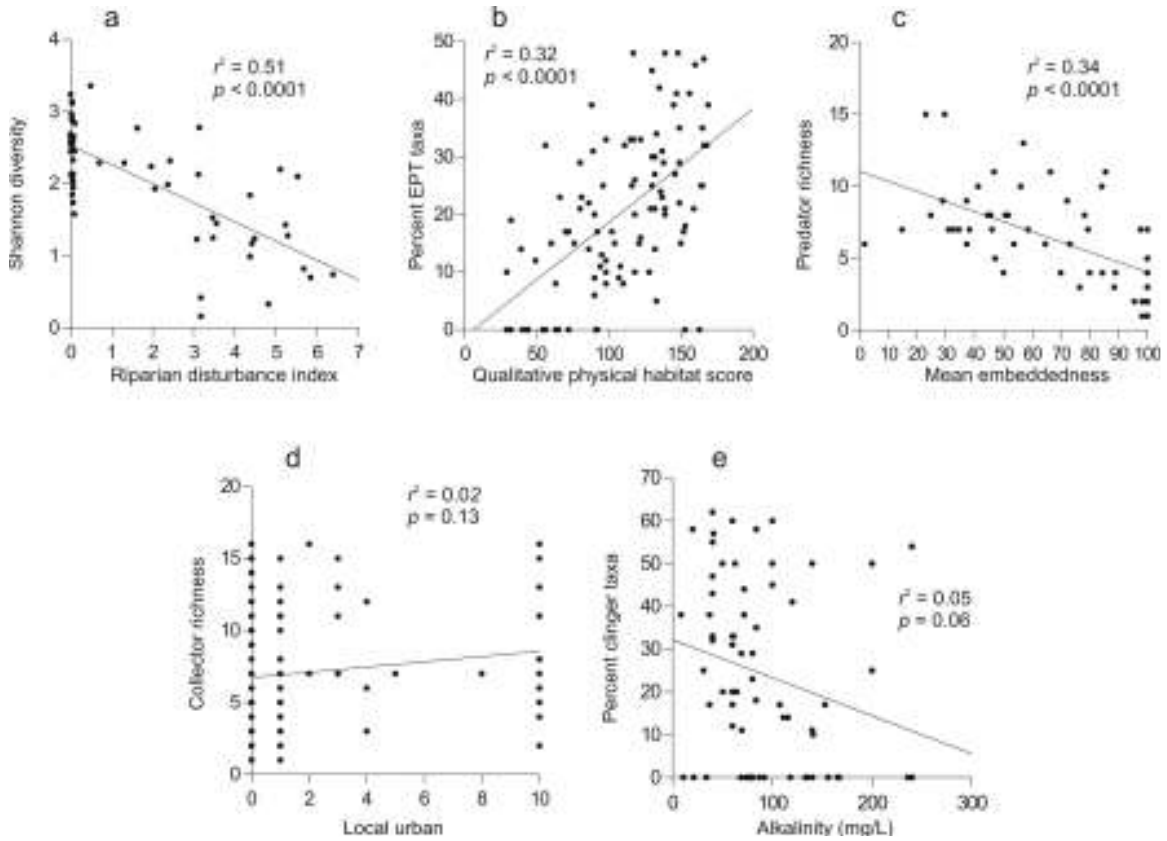 a
r² = 0.51
p < 0.0001
Shannon diversity
4
3
2
1
0
0 1 2 3 4 5 6 7
Riparian disturbance index
b
r² = 0.32
p < 0.0001
Percent EPT taxa
50
40
30
20
10
0
0 50 100 150 200
Qualitative physical habitat score
c
r² = 0.34
p < 0.0001
Predator richness
20
15
10
5
0
0 10 20 30 40 50 60 70 80 90 100
Mean embeddedness
d
r² = 0.02
p = 0.13
Collector richness
20
15
10
5
0
0 2 4 6 8 10
Local urban
e
r² = 0.05
p = 0.06
Percent clinger taxa
70
60
50
40
30
20
10
0
0 100 200 300
Alkalinity (mg/L)